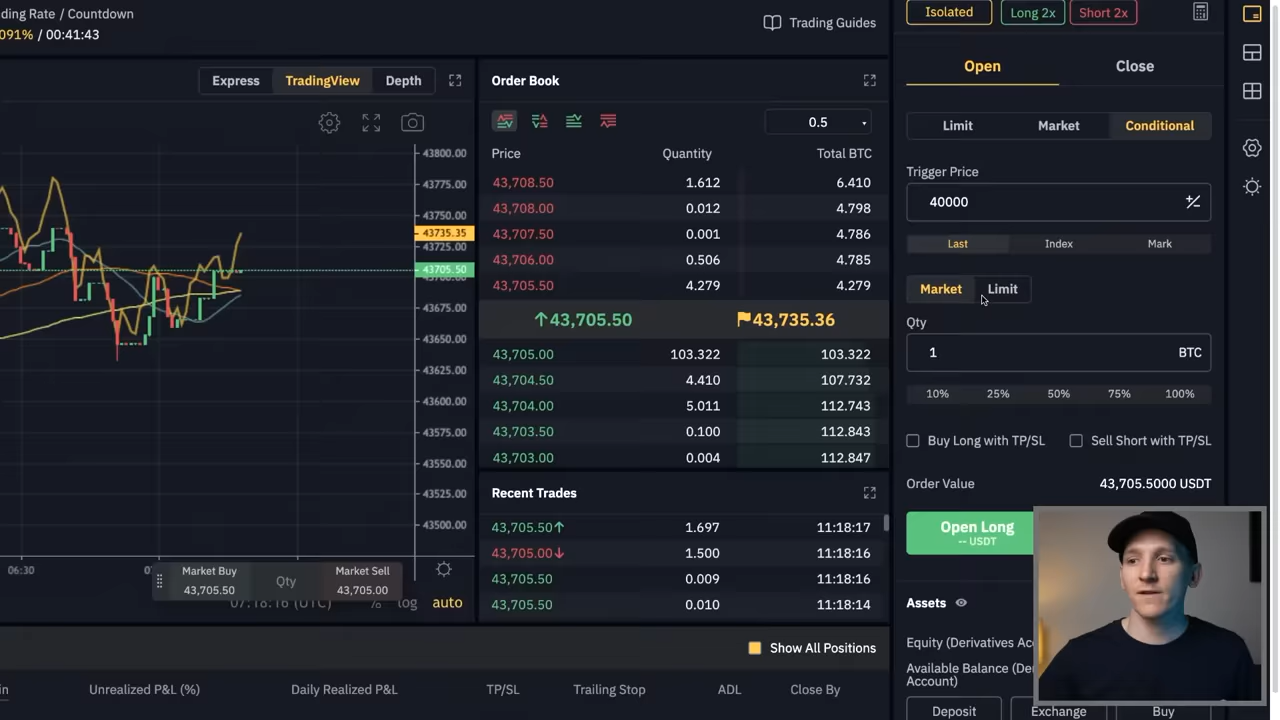 ding Rate / Countdown
091% / 00:41:43
Trading Guides
Isolated
Long 2x
Short 2x
Express
TradingView
Depth
43800.00
43775.00
43750.00
43735.35
43725.00
43705.50
43675.00
43650.00
43625.00
43600.00
43575.00
43550.00
43525.00
43500.00
06:30
Market Buy
43,705.50
Qty
Market Sell
43,705.00
07:18:16 (UTC)
%
log
auto
Order Book
0.5
Price Quantity Total BTC
43,708.50 1.612 6.410
43,708.00 0.012 4.798
43,707.50 0.001 4.786
43,706.00 0.506 4.785
43,705.50 4.279 4.279
↑43,705.50 43,735.36
43,705.00 103.322 103.322
43,704.50 4.410 107.732
43,704.00 5.011 112.743
43,703.50 0.100 112.843
43,703.00 0.004 112.847
Recent Trades
43,705.50↑ 1.697 11:18:17
43,705.00↓ 1.500 11:18:16
43,705.50 0.009 11:18:16
43,705.50 0.010 11:18:14
Show All Positions
in Unrealized P&L (%) Daily Realized P&L TP/SL Trailing Stop ADL Close By
Open Close
Limit Market Conditional
Trigger Price
40000
Last Index Mark
Market Limit
Qty
1 BTC
10% 25% 50% 75% 100%
Buy Long with TP/SL Sell Short with TP/SL
Order Value 43,705.5000 USDT
Open Long
-- USDT
Assets
Equity (Derivatives Acc
Available Balance (Der
Account)
Deposit Exchange Buy